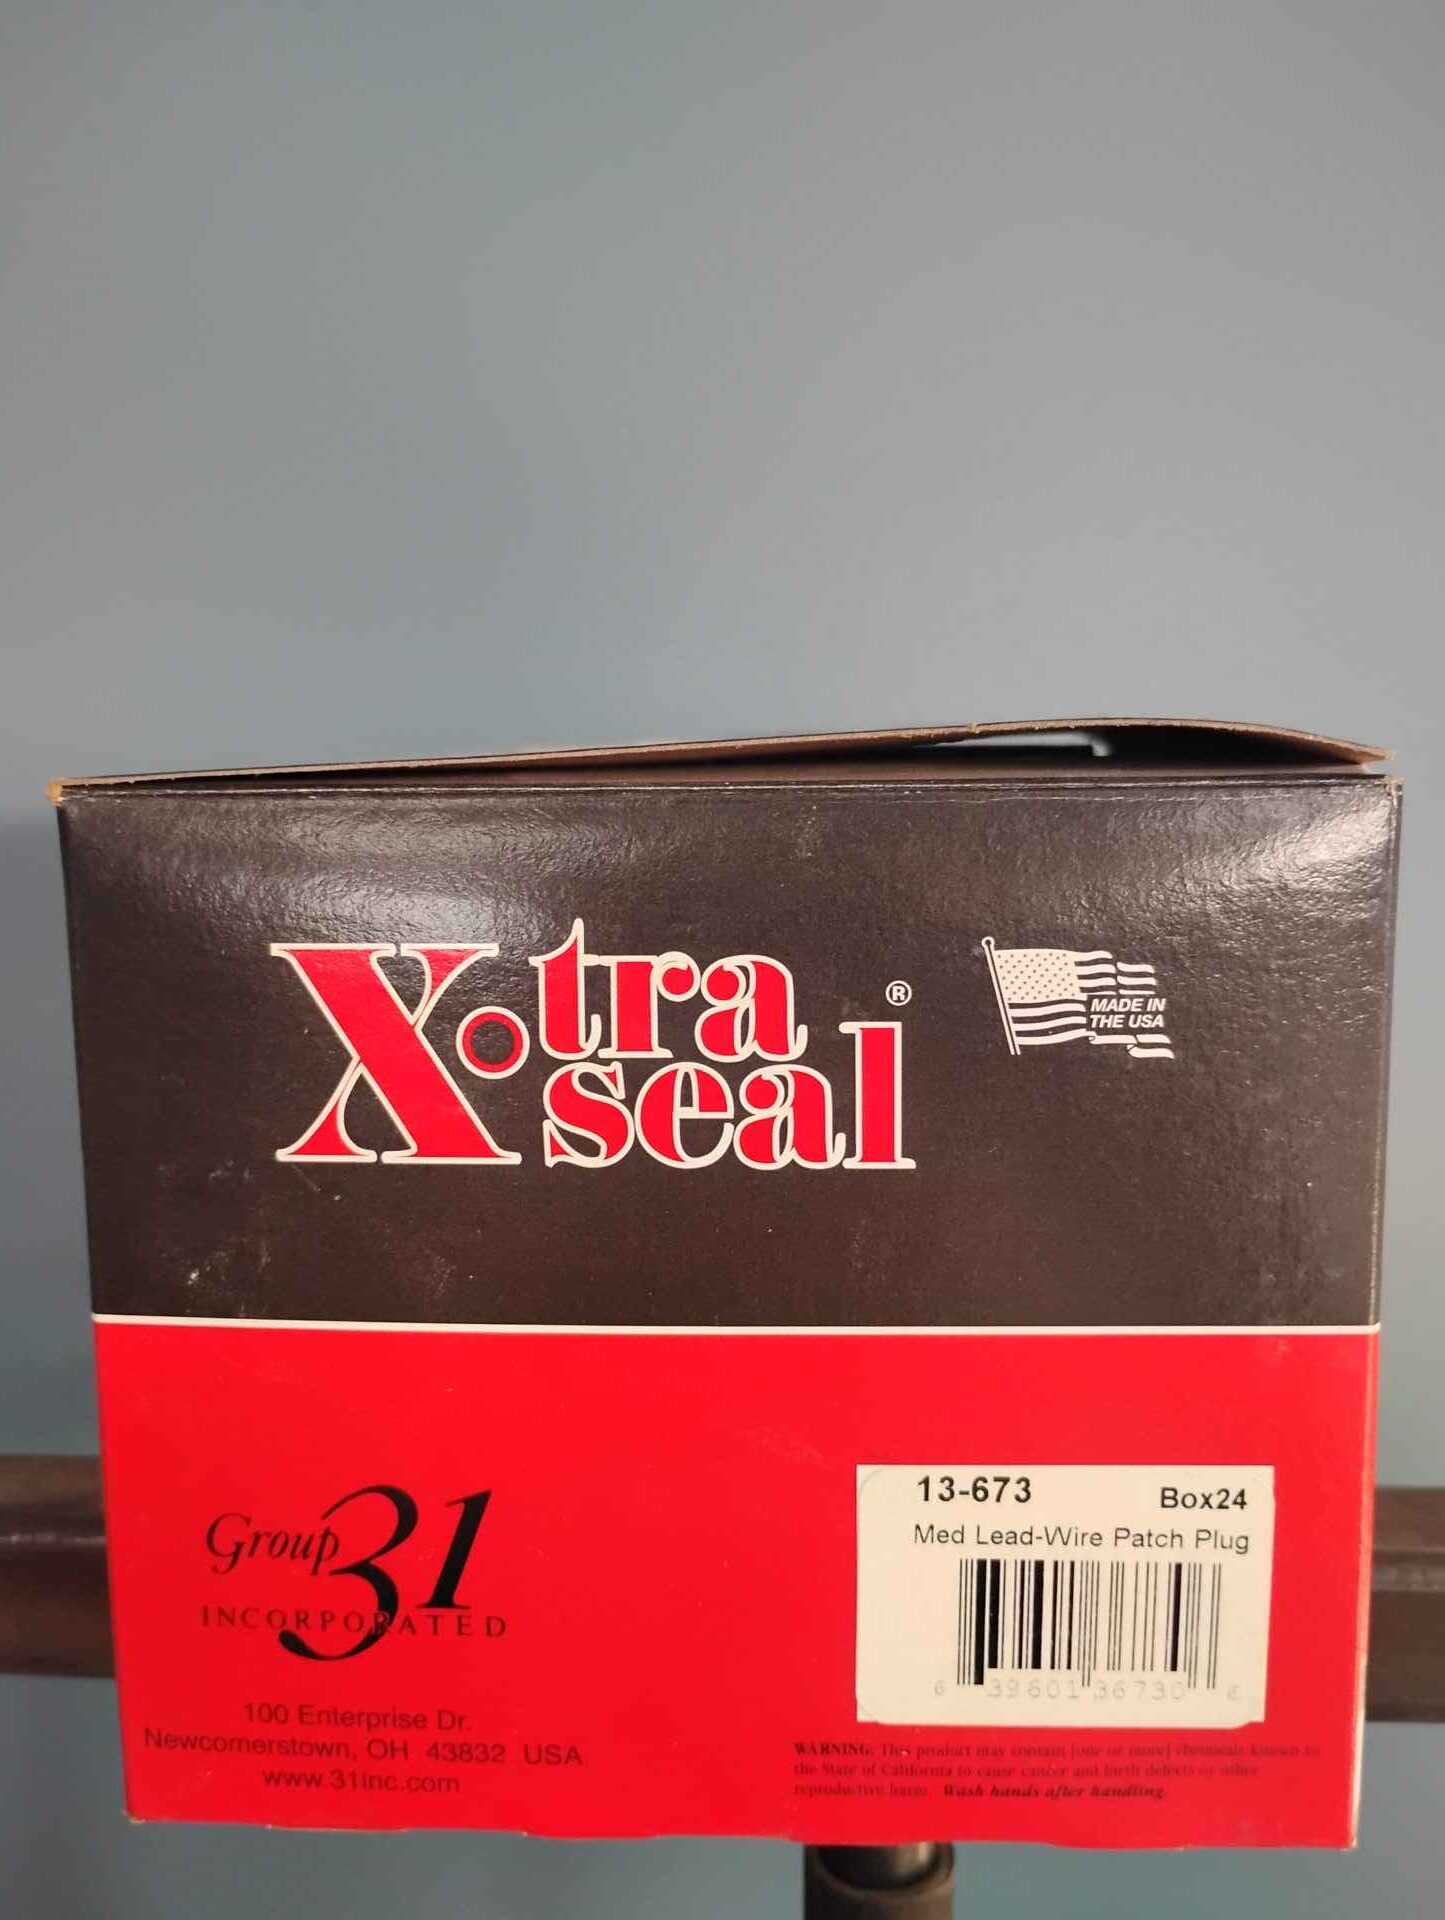 X·tra
seal®
MADE IN
THE USA
Group 31
INCORPORATED
100 Enterprise Dr.
Newcomerstown, OH 43832 USA
www.31inc.com
13-673 Box24
Med Lead-Wire Patch Plug
6 39601 36730 6
WARNING: This product may contain [one or more] chemicals known to
the State of California to cause cancer and birth defects or other
reproductive harm. Wash hands after handling.